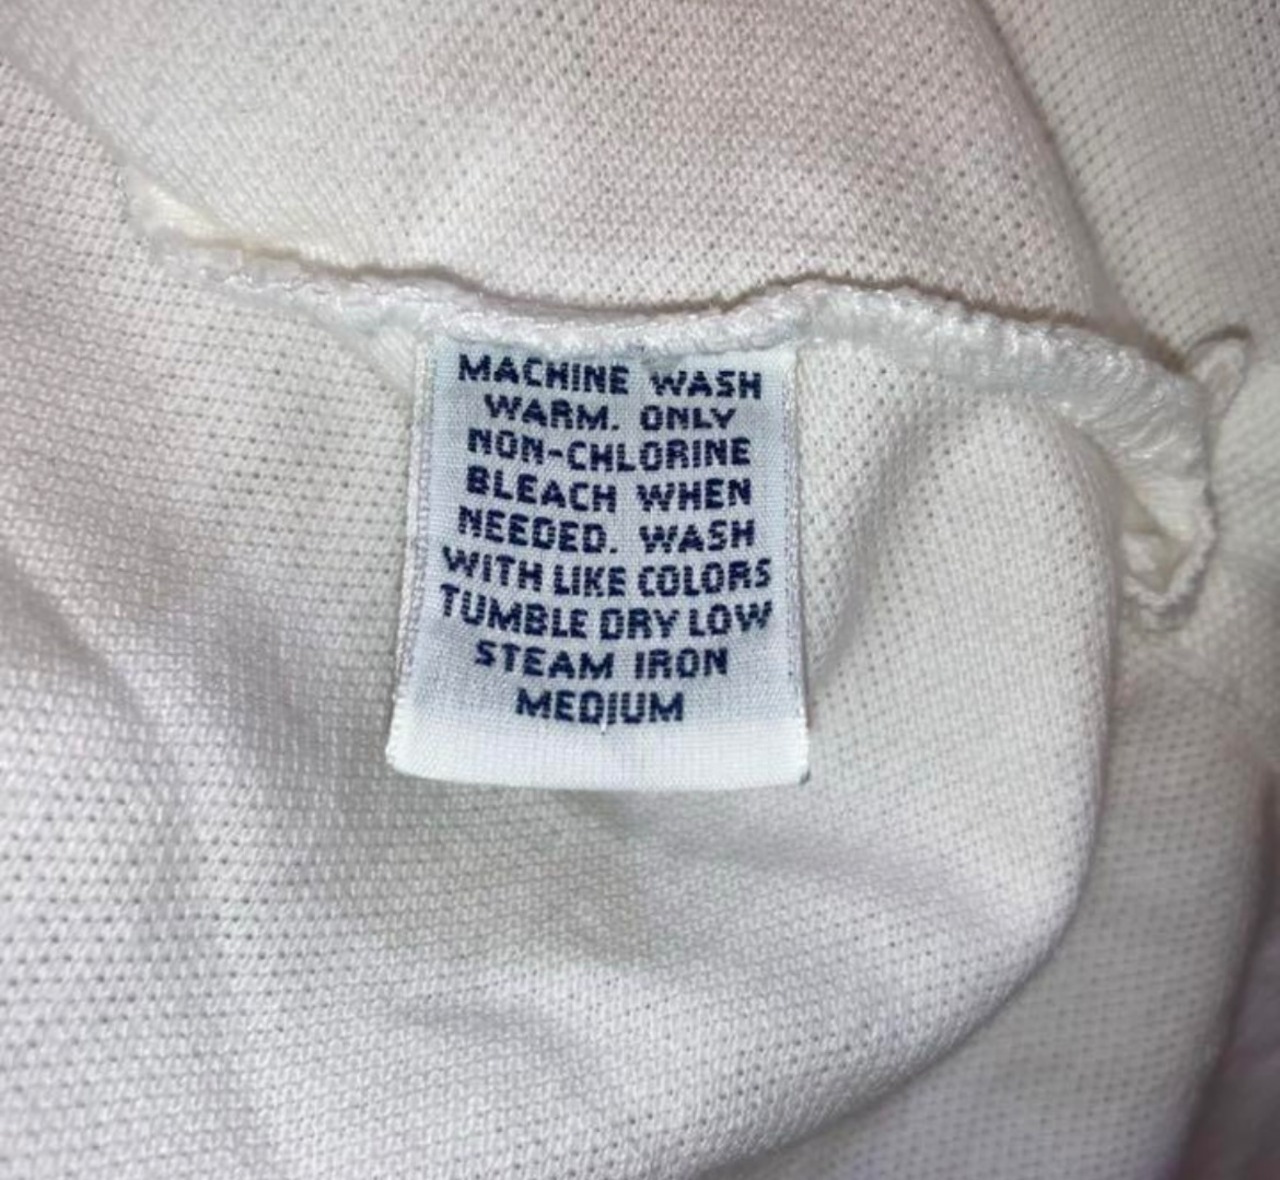 MACHINE WASH
WARM. ONLY
NON-CHLORINE
BLEACH WHEN
NEEDED. WASH
WITH LIKE COLORS
TUMBLE DRY LOW
STEAM IRON
MEDIUM